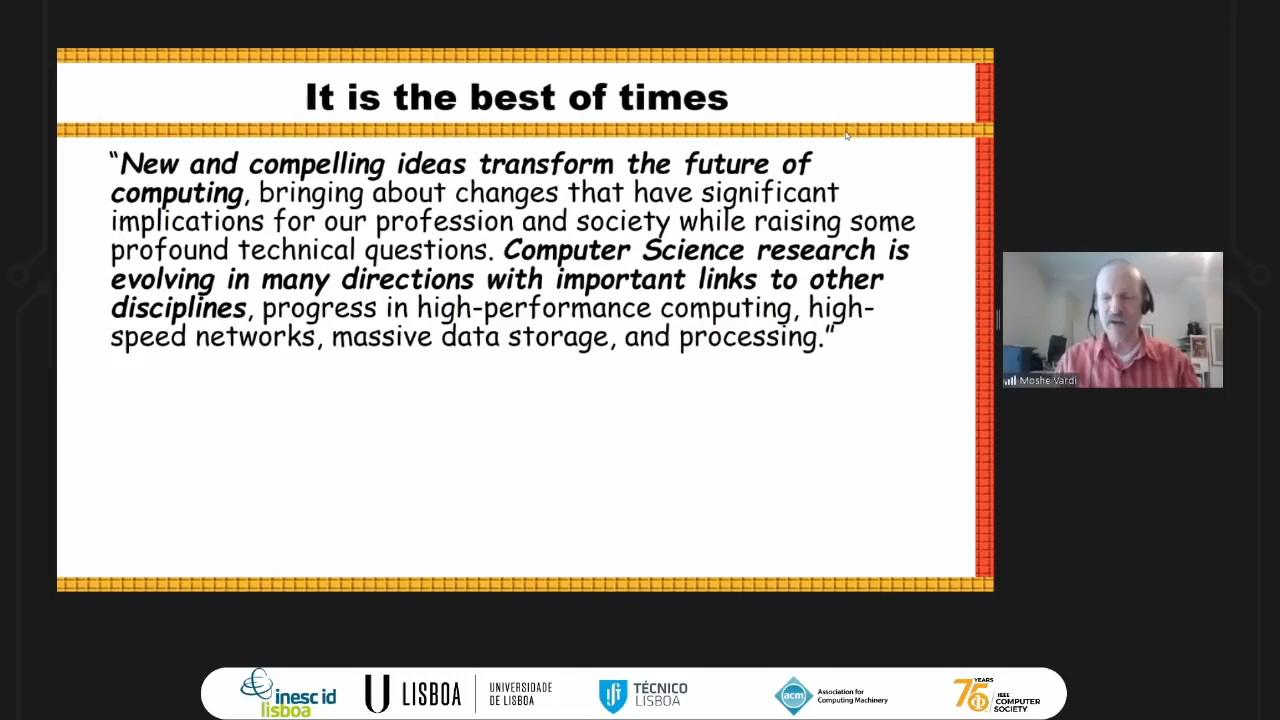 It is the best of times
“New and compelling ideas transform the future of
computing, bringing about changes that have significant
implications for our profession and society while raising some
profound technical questions. Computer Science research is
evolving in many directions with important links to other
disciplines, progress in high-performance computing, high-
speed networks, massive data storage, and processing.”
Moshe Vardi
inesc id
lisboa
U LISBOA
UNIVERSIDADE
DE LISBOA
TÉCNICO
LISBOA
acm
Association for
Computing Machinery
75
YEARS
IEEE
COMPUTER
SOCIETY